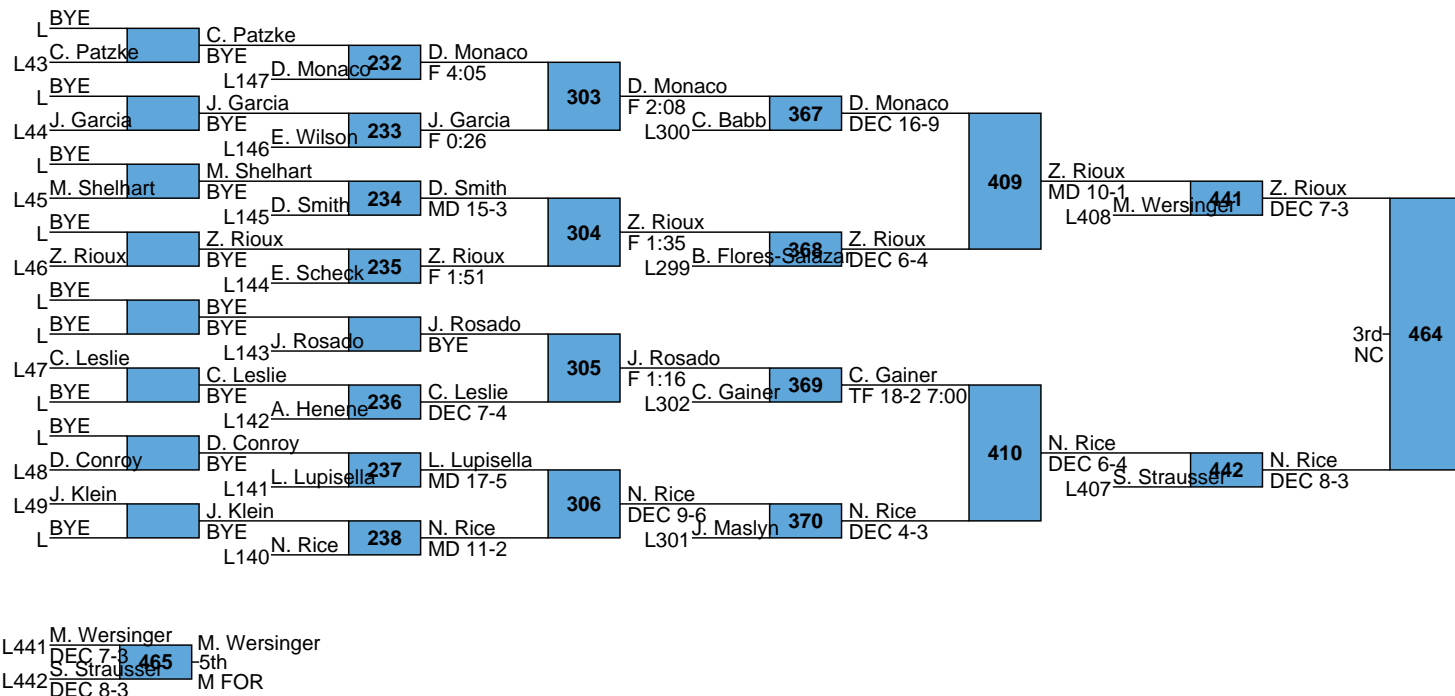 BYE
L
C. Patzke
C. Patzke
L43
BYE
232
D. Monaco
L147
D. Monaco
F 4:05
BYE
L
303
D. Monaco
J. Garcia
F 2:08
J. Garcia
L44
BYE
233
J. Garcia
L146
E. Wilson
F 0:26
L300
C. Babb
367
D. Monaco
DEC 16-9
BYE
L
M. Shelhart
M. Shelhart
L45
BYE
234
D. Smith
L145
D. Smith
MD 15-3
409
Z. Rioux
MD 10-1
BYE
L
304
Z. Rioux
Z. Rioux
F 1:35
Z. Rioux
L46
BYE
235
Z. Rioux
L144
E. Scheck
F 1:51
L299
B. Flores-Salazar
368
Z. Rioux
DEC 6-4
L408
M. Wersinger
441
Z. Rioux
DEC 7-3
BYE
L
BYE
BYE
L
BYE
J. Rosado
L143
J. Rosado
BYE
305
J. Rosado
F 1:16
C. Leslie
L47
C. Leslie
BYE
L
BYE
236
C. Leslie
L142
A. Henene
DEC 7-4
L302
C. Gainer
369
C. Gainer
TF 18-2 7:00
3rd
NC
464
BYE
L
D. Conroy
D. Conroy
L48
BYE
237
L. Lupisella
L141
L. Lupisella
MD 17-5
410
N. Rice
DEC 6-4
J. Klein
L49
306
N. Rice
J. Klein
DEC 9-6
BYE
L
BYE
238
N. Rice
L140
N. Rice
MD 11-2
L301
J. Maslyn
370
N. Rice
DEC 4-3
L407
S. Strausser
442
N. Rice
DEC 8-3
M. Wersinger
L441
DEC 7-3
465
M. Wersinger
5th
S. Strausser
L442
DEC 8-3
M FOR